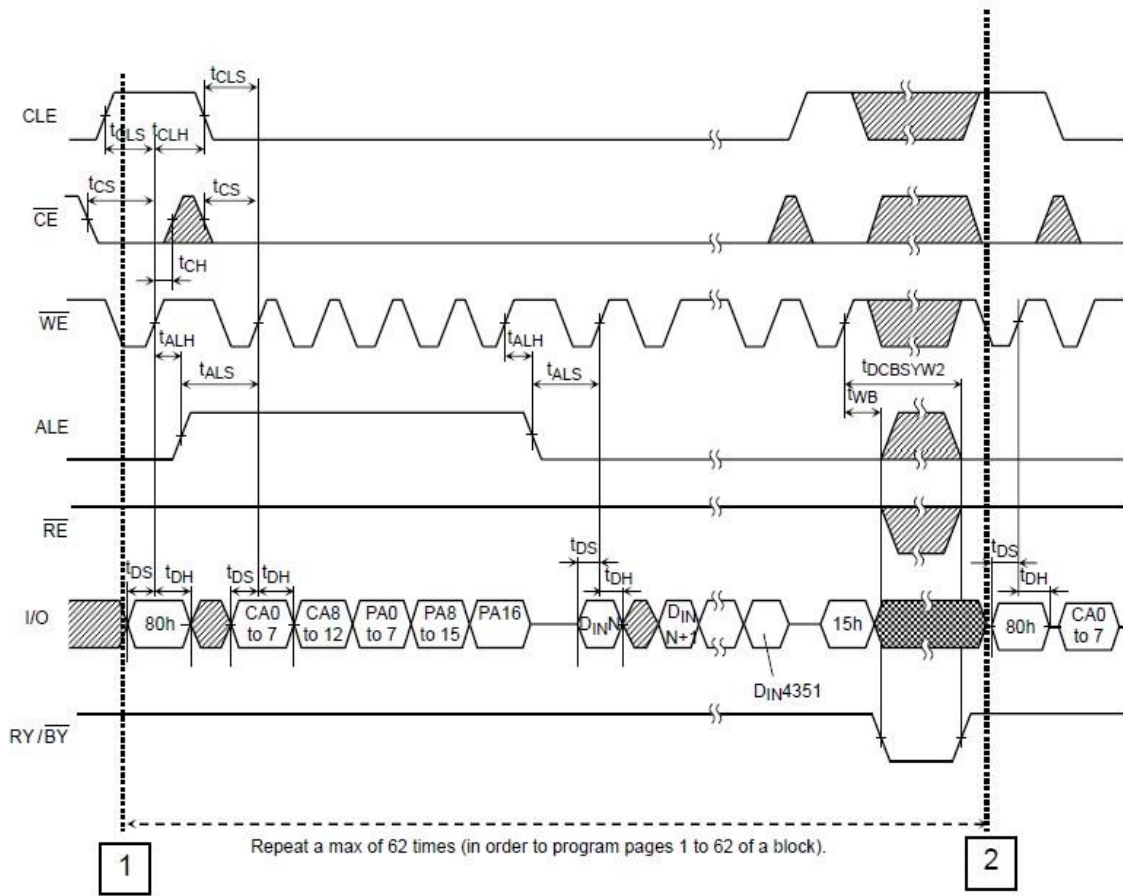 tCLS
CLE
tCLS tCLH
tCS tCS
CE
tCH
WE
tALH tALH
tALS tALS
tDCBSYW2
tWB
ALE
RE
tDS
tDS tDH tDS tDH tDH tDS tDH
I/O 80h CA0 to 7 CA8 to 12 PA0 to 7 PA8 to 15 PA16 DINN DIN N+1 15h 80h CA0 to 7
DIN4351
RY/BY
Repeat a max of 62 times (in order to program pages 1 to 62 of a block).
1 2